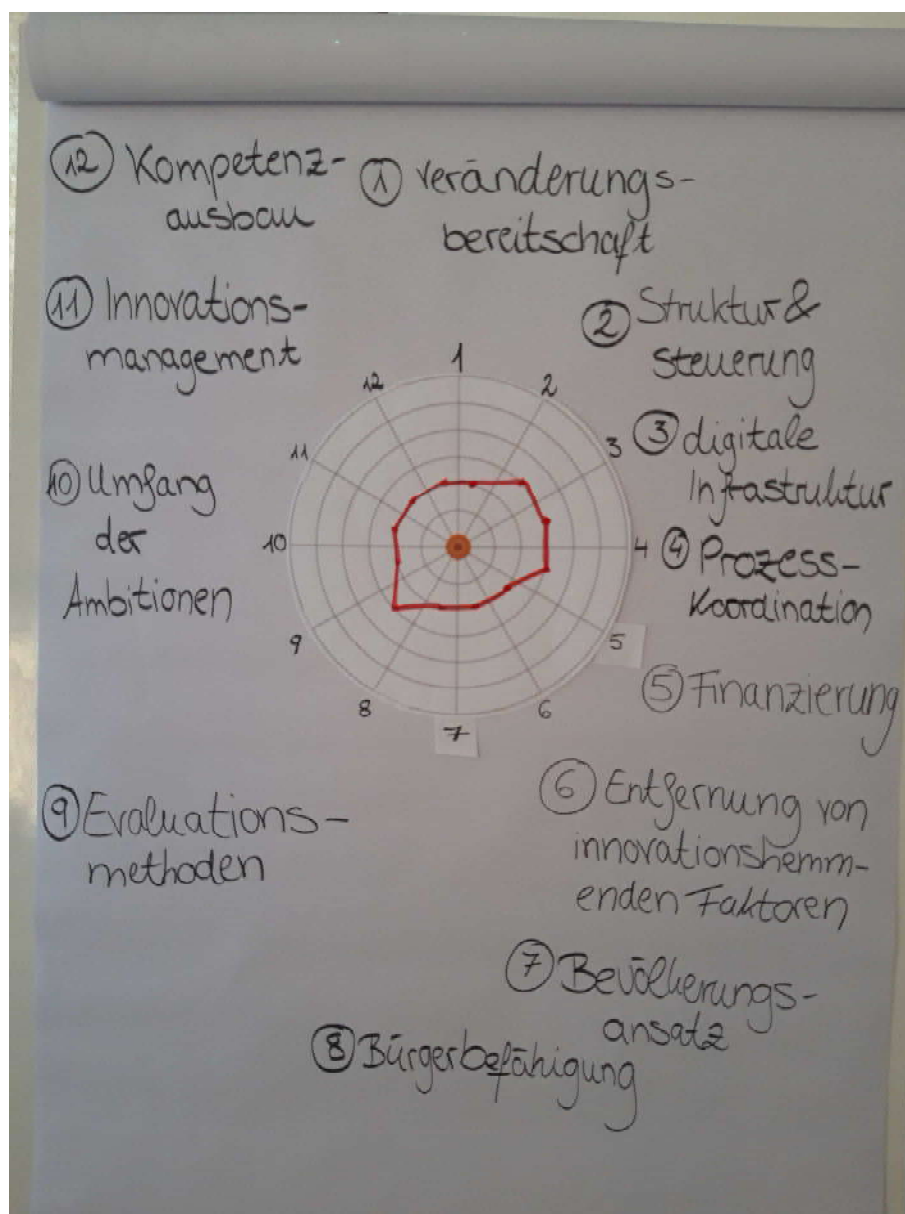 12 Kompetenz-
ausbau
1 Veränderungs-
bereitschaft
11 Innovations-
management
2 Struktur &
Steuerung
3 digitale
Infrastruktur
10 Umfang
der
Ambitionen
4 Prozess-
Koordination
5 Finanzierung
6 Entfernung von
innovationshemm-
enden Faktoren
9 Evaluations-
methoden
7 Bevölkerungs-
ansatz
8 Bürgerbefähigung
1
2
3
4
5
6
7
8
9
10
11
12